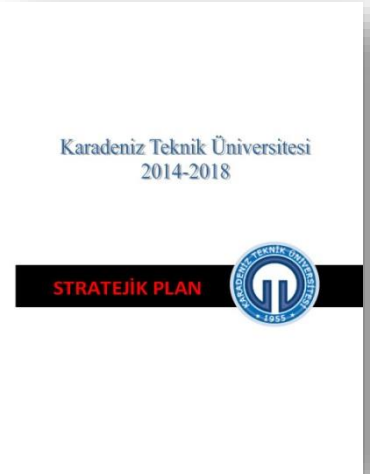 Karadeniz Teknik Üniversitesi
2014-2018
STRATEJİK PLAN
KARADENİZ TEKNİK ÜNİVERSİTESİ
1955